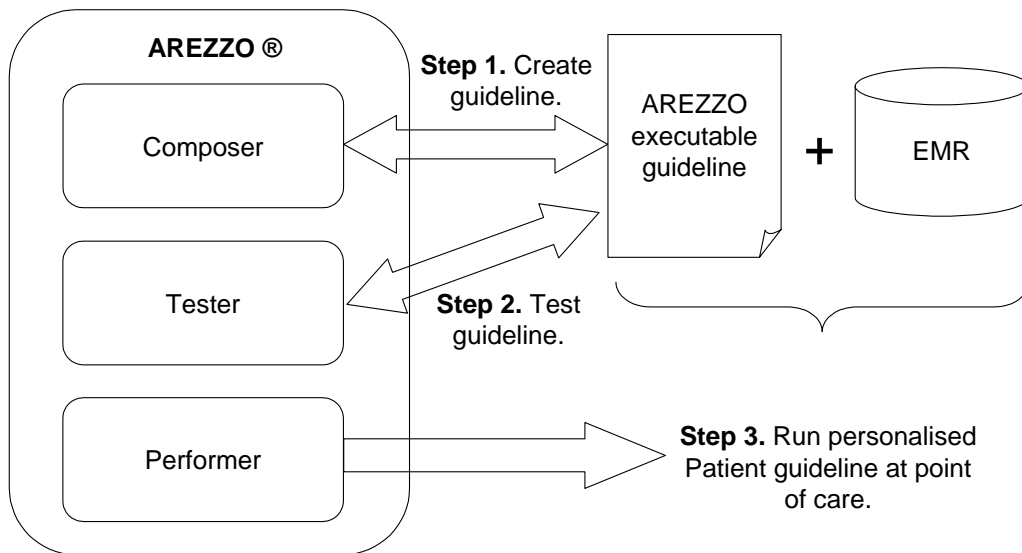 AREZZO ®
Composer
Tester
Performer
Step 1. Create
guideline.
AREZZO
executable
guideline
+
EMR
Step 2. Test
guideline.
Step 3. Run personalised
Patient guideline at point
of care.